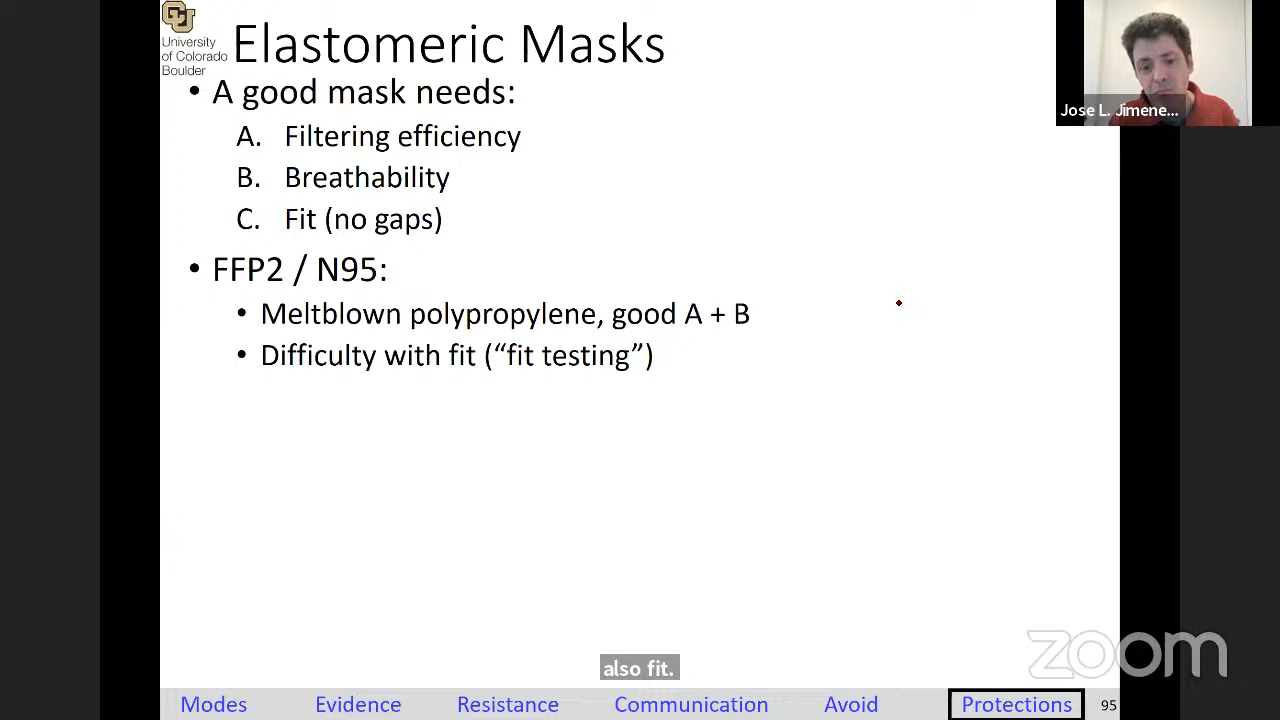 University
of Colorado
Boulder
Elastomeric Masks
• A good mask needs:
A. Filtering efficiency
B. Breathability
C. Fit (no gaps)
• FFP2 / N95:
• Meltblown polypropylene, good A + B
• Difficulty with fit (“fit testing”)
Jose L. Jimene...
also fit.
zoom
Modes Evidence Resistance Communication Avoid Protections 95